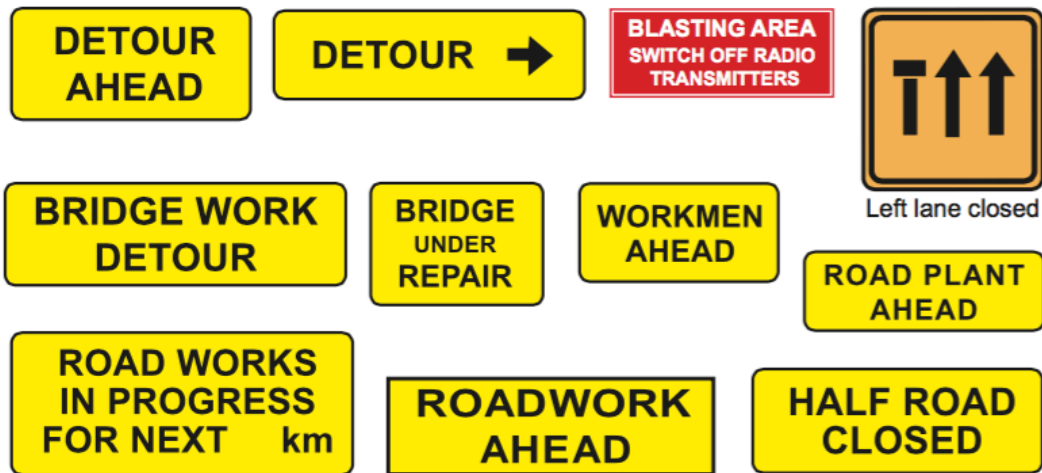 DETOUR
AHEAD
DETOUR
BLASTING AREA
SWITCH OFF RADIO
TRANSMITTERS
Left lane closed
BRIDGE WORK
DETOUR
BRIDGE
UNDER
REPAIR
WORKMEN
AHEAD
ROAD PLANT
AHEAD
ROAD WORKS
IN PROGRESS
FOR NEXT km
ROADWORK
AHEAD
HALF ROAD
CLOSED